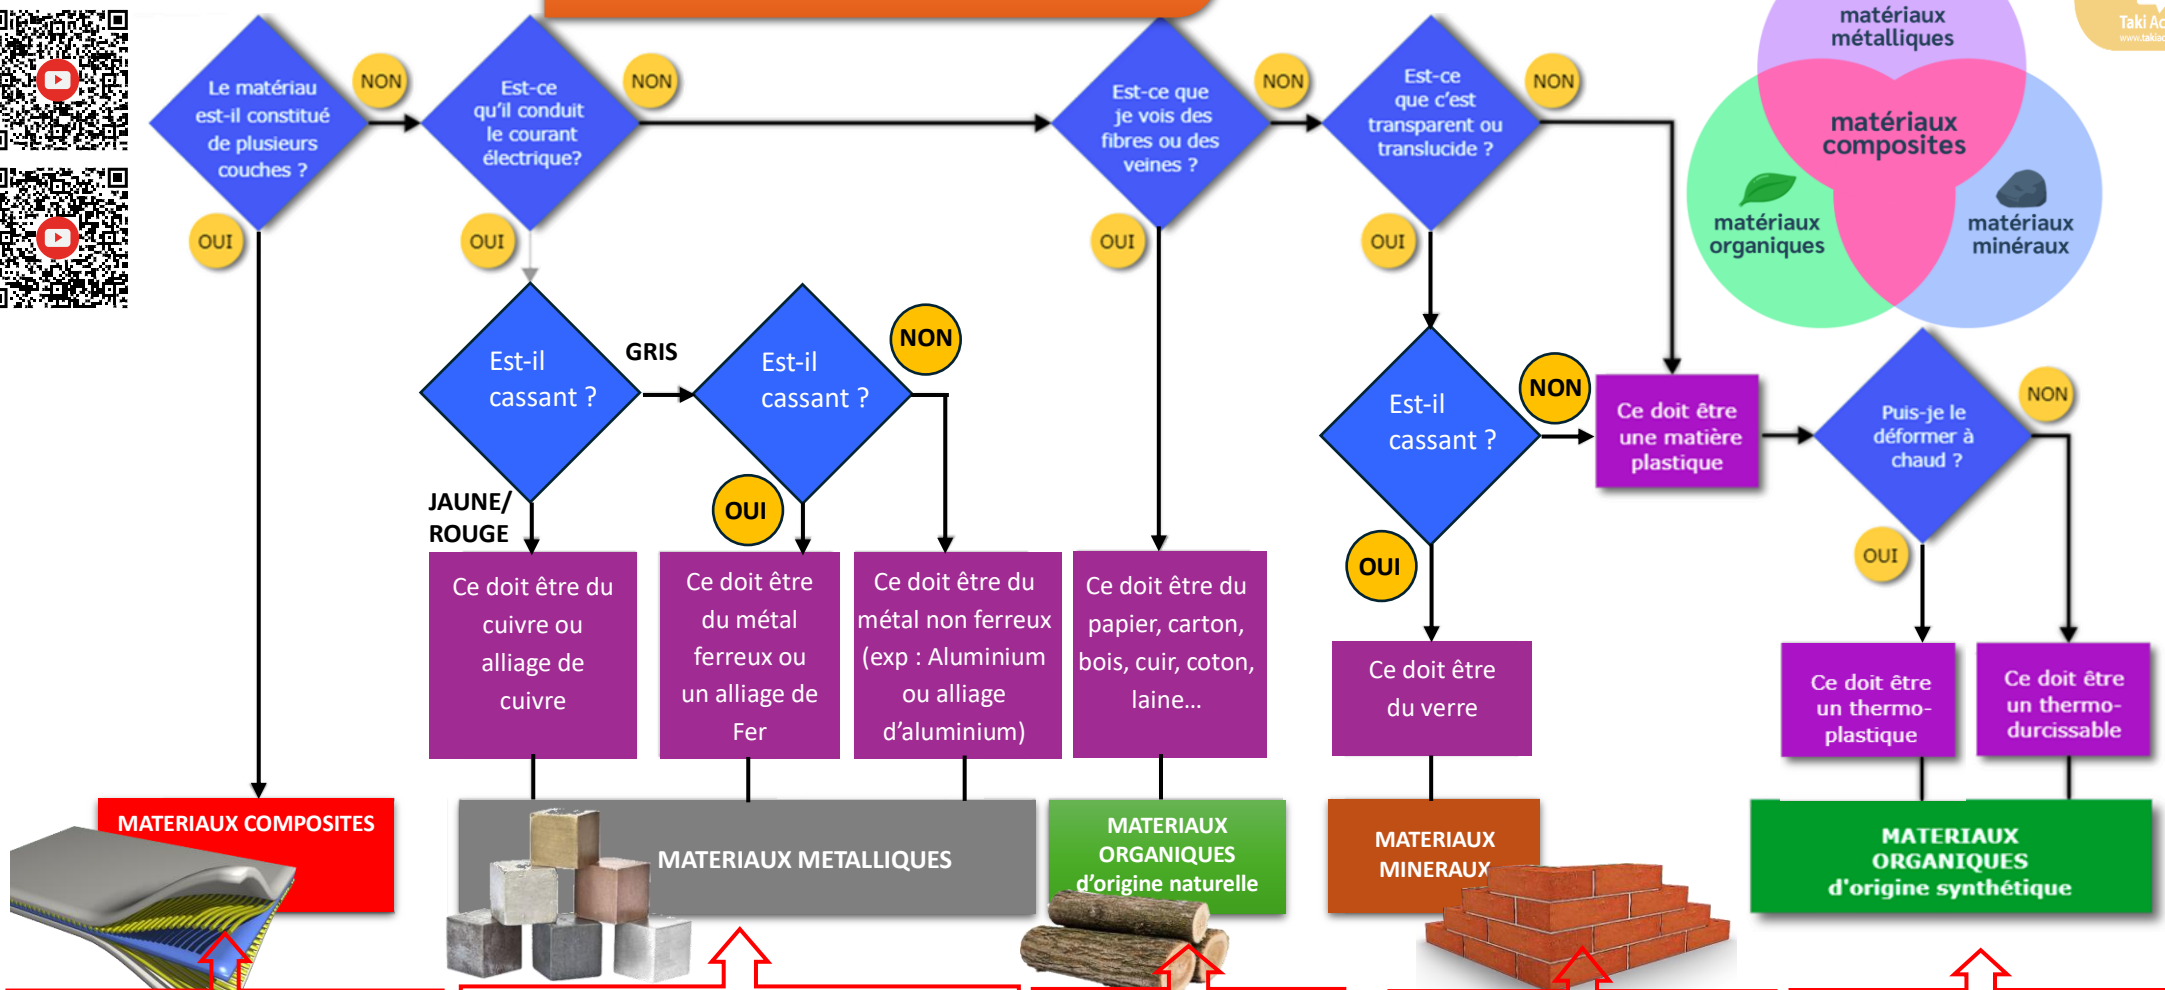 Le matériau
est-il constitué
de plusieurs
couches ?
NON
OUI
Est-ce
qu'il conduit
le courant
électrique?
NON
OUI
Est-ce que
je vois des
fibres ou des
veines ?
NON
OUI
Est-ce
que c'est
transparent ou
translucide ?
NON
OUI
matériaux
métalliques
matériaux
composites
matériaux
organiques
matériaux
minéraux
Est-il
cassant ?
GRIS
JAUNE/
ROUGE
Est-il
cassant ?
NON
OUI
Est-il
cassant ?
NON
OUI
Ce doit être
une matière
plastique
Puis-je le
déformer à
chaud ?
NON
OUI
Ce doit être du
cuivre ou
alliage de
cuivre
Ce doit être
du métal
ferreux ou
un alliage de
Fer
Ce doit être du
métal non ferreux
(exp : Aluminium
ou alliage
d'aluminium)
Ce doit être du
papier, carton,
bois, cuir, coton,
laine...
Ce doit être
du verre
Ce doit être
un thermo-
plastique
Ce doit être
un thermo-
durcissable
MATERIAUX COMPOSITES
MATERIAUX METALLIQUES
MATERIAUX
ORGANIQUES
d'origine naturelle
MATERIAUX
MINERAUX
MATERIAUX
ORGANIQUES
d'origine synthétique